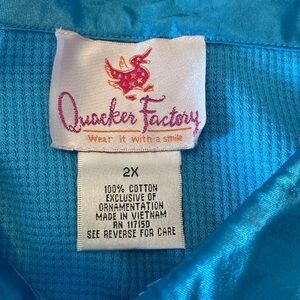 Quacker Factory
Wear it with a smile
2X
100% COTTON
EXCLUSIVE OF
ORNAMENTATION
MADE IN VIETNAM
RN 117150
SEE REVERSE FOR CARE